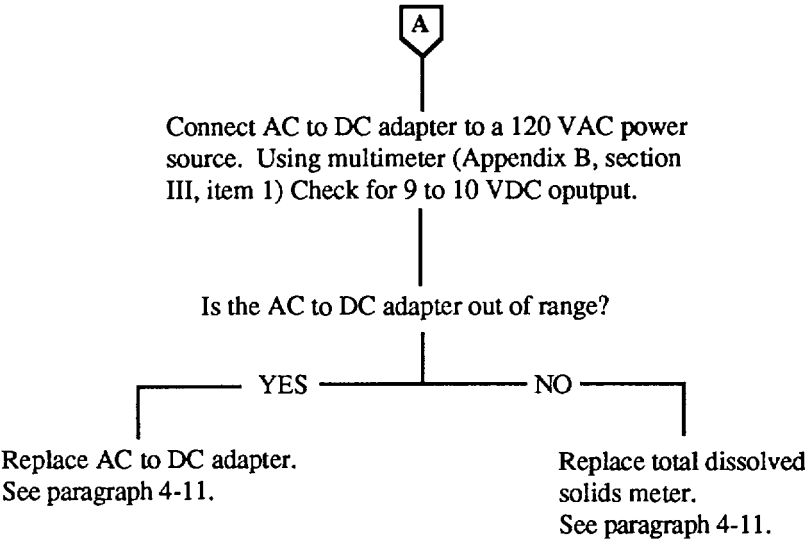 A
Connect AC to DC adapter to a 120 VAC power
source. Using multimeter (Appendix B, section
III, item 1) Check for 9 to 10 VDC oputput.
Is the AC to DC adapter out of range?
YES
NO
Replace AC to DC adapter.
See paragraph 4-11.
Replace total dissolved
solids meter.
See paragraph 4-11.